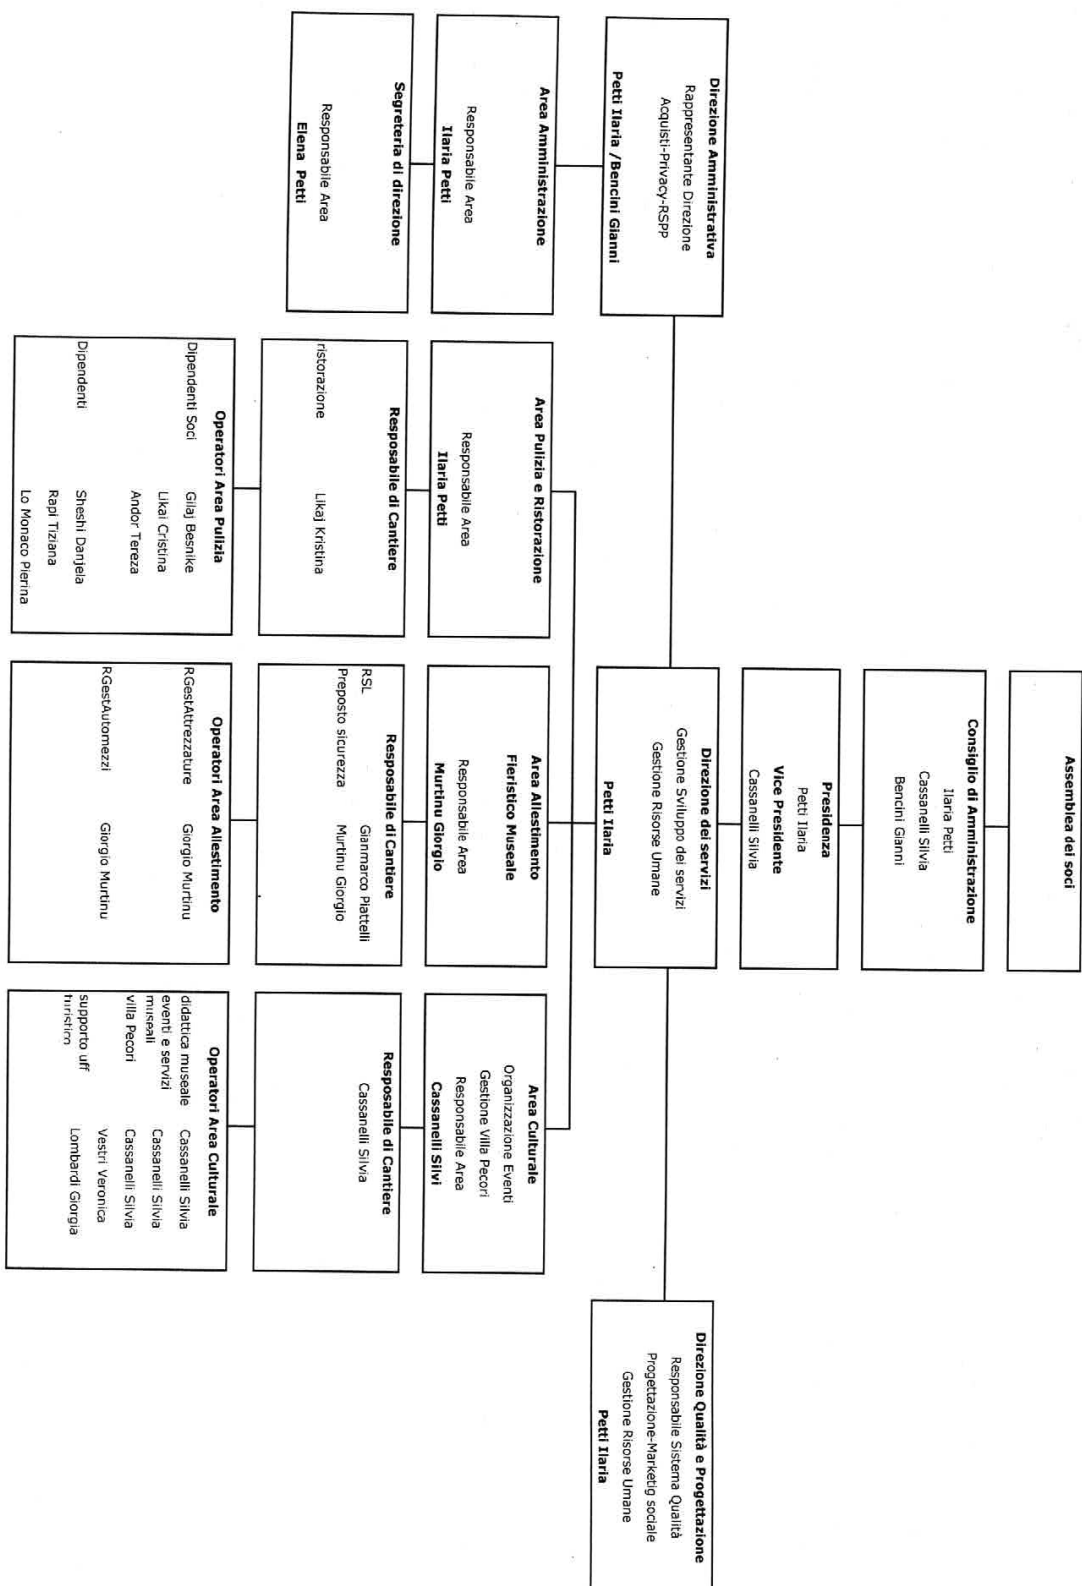 Assemblea dei soci
Consiglio di Amministrazione
Ilaria Petti
Cassanelli Silvia
Bencini Gianni
Presidenza
Petti Ilaria
Vice Presidente
Cassanelli Silvia
Direzione Amministrativa
Rappresentante Direzione
Acquisti-Privacy-RSPP
Petti Ilaria /Bencini Gianni
Direzione dei servizi
Gestione Sviluppo dei servizi
Gestione Risorse Umane
Petti Ilaria
Direzione Qualità e Progettazione
Responsabile Sistema Qualità
Progettazione-Marketig sociale
Gestione Risorse Umane
Petti Ilaria
Area Amministrazione
Responsabile Area
Ilaria Petti
Segreteria di direzione
Responsabile Area
Elena Petti
Area Pulizia e Ristorazione
Responsabile Area
Ilaria Petti
Resposabile di Cantiere
ristorazione Likaj Kristina
Operatori Area Pulizia
Dipendenti Soci Gilaj Besnike
Likai Cristina
Andor Tereza
Dipendenti Sheshi Danjela
Rapi Tiziana
Lo Monaco Pierina
Area Allestimento
Fieristico Museale
Responsabile Area
Murtinu Giorgio
Resposabile di Cantiere
RSL Gianmarco Piattelli
Preposto sicurezza Murtinu Giorgio
Operatori Area Allestimento
RGestAttrezzature Giorgio Murtinu
RGestAutomezzi Giorgio Murtinu
Area Culturale
Organizzazione Eventi
Gestione Villa Pecori
Responsabile Area
Cassanelli Silvi
Resposabile di Cantiere
Cassanelli Silvia
Operatori Area Culturale
didattica museale Cassanelli Silvia
eventi e servizi
museali Cassanelli Silvia
villa Pecori Cassanelli Silvia
Vestri Veronica
supporto uff
turistico Lombardi Giorgia